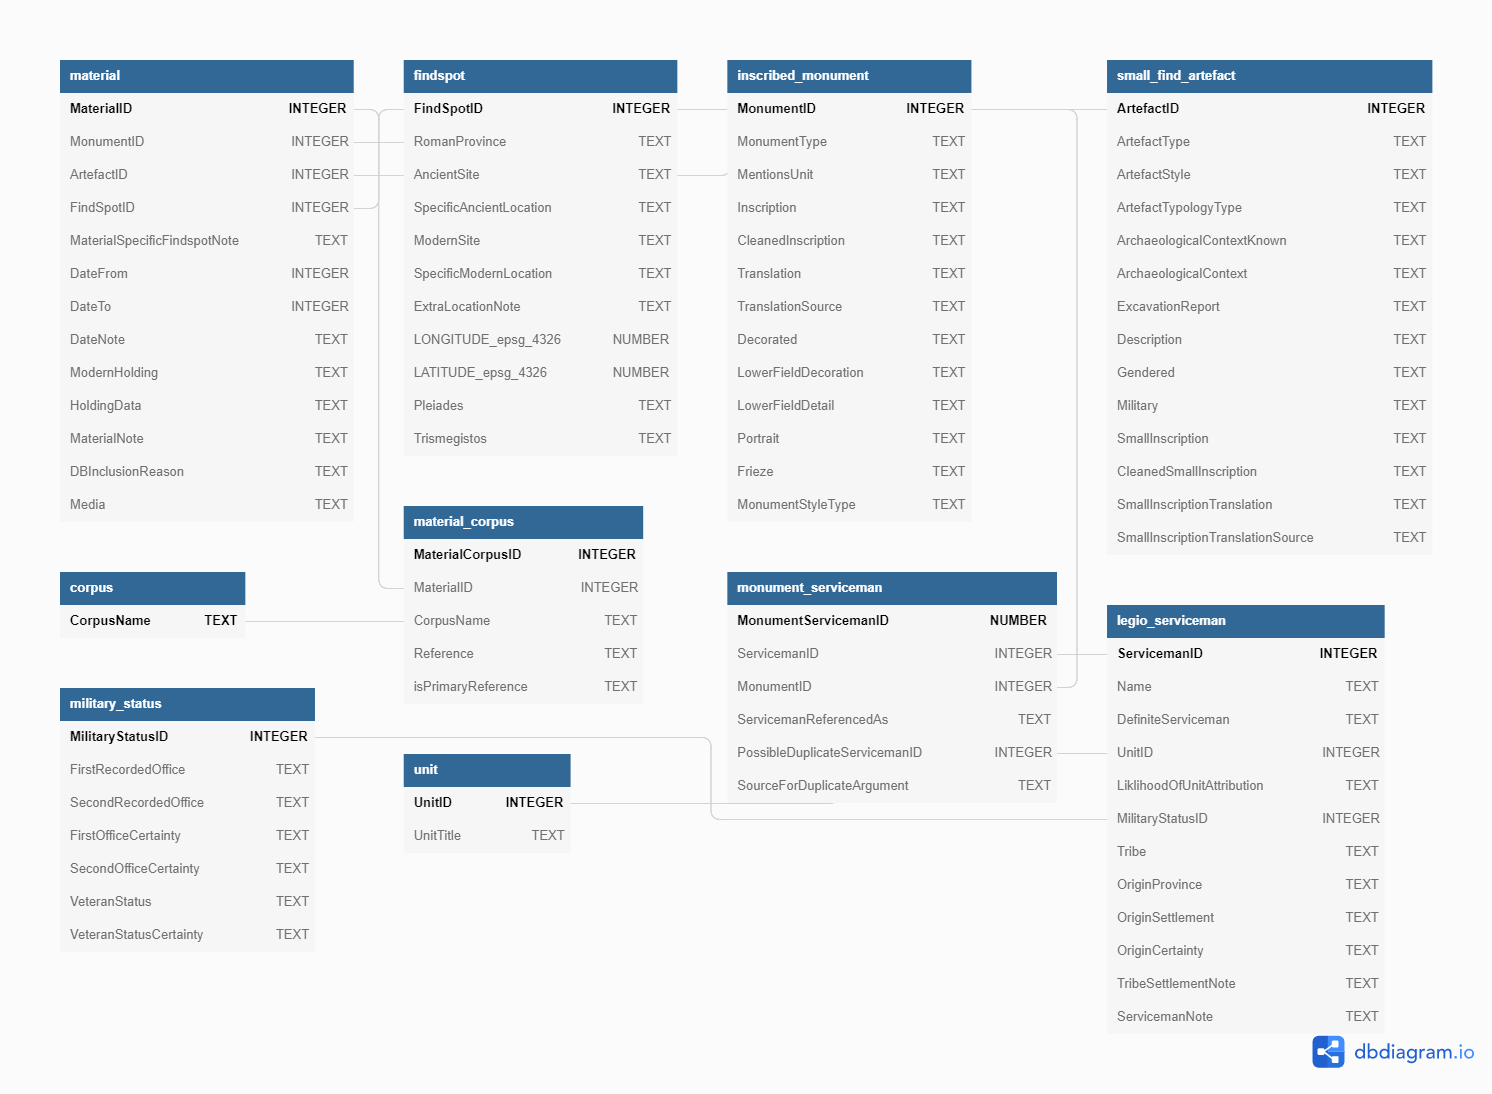 material
MaterialID INTEGER
MonumentID INTEGER
ArtefactID INTEGER
FindSpotID INTEGER
MaterialSpecificFindspotNote TEXT
DateFrom INTEGER
DateTo INTEGER
DateNote TEXT
ModernHolding TEXT
HoldingData TEXT
MaterialNote TEXT
DBInclusionReason TEXT
Media TEXT
findspot
FindSpotID INTEGER
RomanProvince TEXT
AncientSite TEXT
SpecificAncientLocation TEXT
ModernSite TEXT
SpecificModernLocation TEXT
ExtraLocationNote TEXT
LONGITUDE_epsg_4326 NUMBER
LATITUDE_epsg_4326 NUMBER
Pleiades TEXT
Trismegistos TEXT
inscribed_monument
MonumentID INTEGER
MonumentType TEXT
MentionsUnit TEXT
Inscription TEXT
CleanedInscription TEXT
Translation TEXT
TranslationSource TEXT
Decorated TEXT
LowerFieldDecoration TEXT
LowerFieldDetail TEXT
Portrait TEXT
Frieze TEXT
MonumentStyleType TEXT
small_find_artefact
ArtefactID INTEGER
ArtefactType TEXT
ArtefactStyle TEXT
ArtefactTypologyType TEXT
ArchaeologicalContextKnown TEXT
ArchaeologicalContext TEXT
ExcavationReport TEXT
Description TEXT
Gendered TEXT
Military TEXT
SmallInscription TEXT
CleanedSmallInscription TEXT
SmallInscriptionTranslation TEXT
SmallInscriptionTranslationSource TEXT
material_corpus
MaterialCorpusID INTEGER
MaterialID INTEGER
CorpusName TEXT
Reference TEXT
isPrimaryReference TEXT
corpus
CorpusName TEXT
monument_serviceman
MonumentServicemanID NUMBER
ServicemanID INTEGER
MonumentID INTEGER
ServicemanReferencedAs TEXT
PossibleDuplicateServicemanID INTEGER
SourceForDuplicateArgument TEXT
legio_serviceman
ServicemanID INTEGER
Name TEXT
DefiniteServiceman TEXT
UnitID INTEGER
LiklihoodOfUnitAttribution TEXT
MilitaryStatusID INTEGER
Tribe TEXT
OriginProvince TEXT
OriginSettlement TEXT
OriginCertainty TEXT
TribeSettlementNote TEXT
ServicemanNote TEXT
military_status
MilitaryStatusID INTEGER
FirstRecordedOffice TEXT
SecondRecordedOffice TEXT
FirstOfficeCertainty TEXT
SecondOfficeCertainty TEXT
VeteranStatus TEXT
VeteranStatusCertainty TEXT
unit
UnitID INTEGER
UnitTitle TEXT
dbdiagram.io